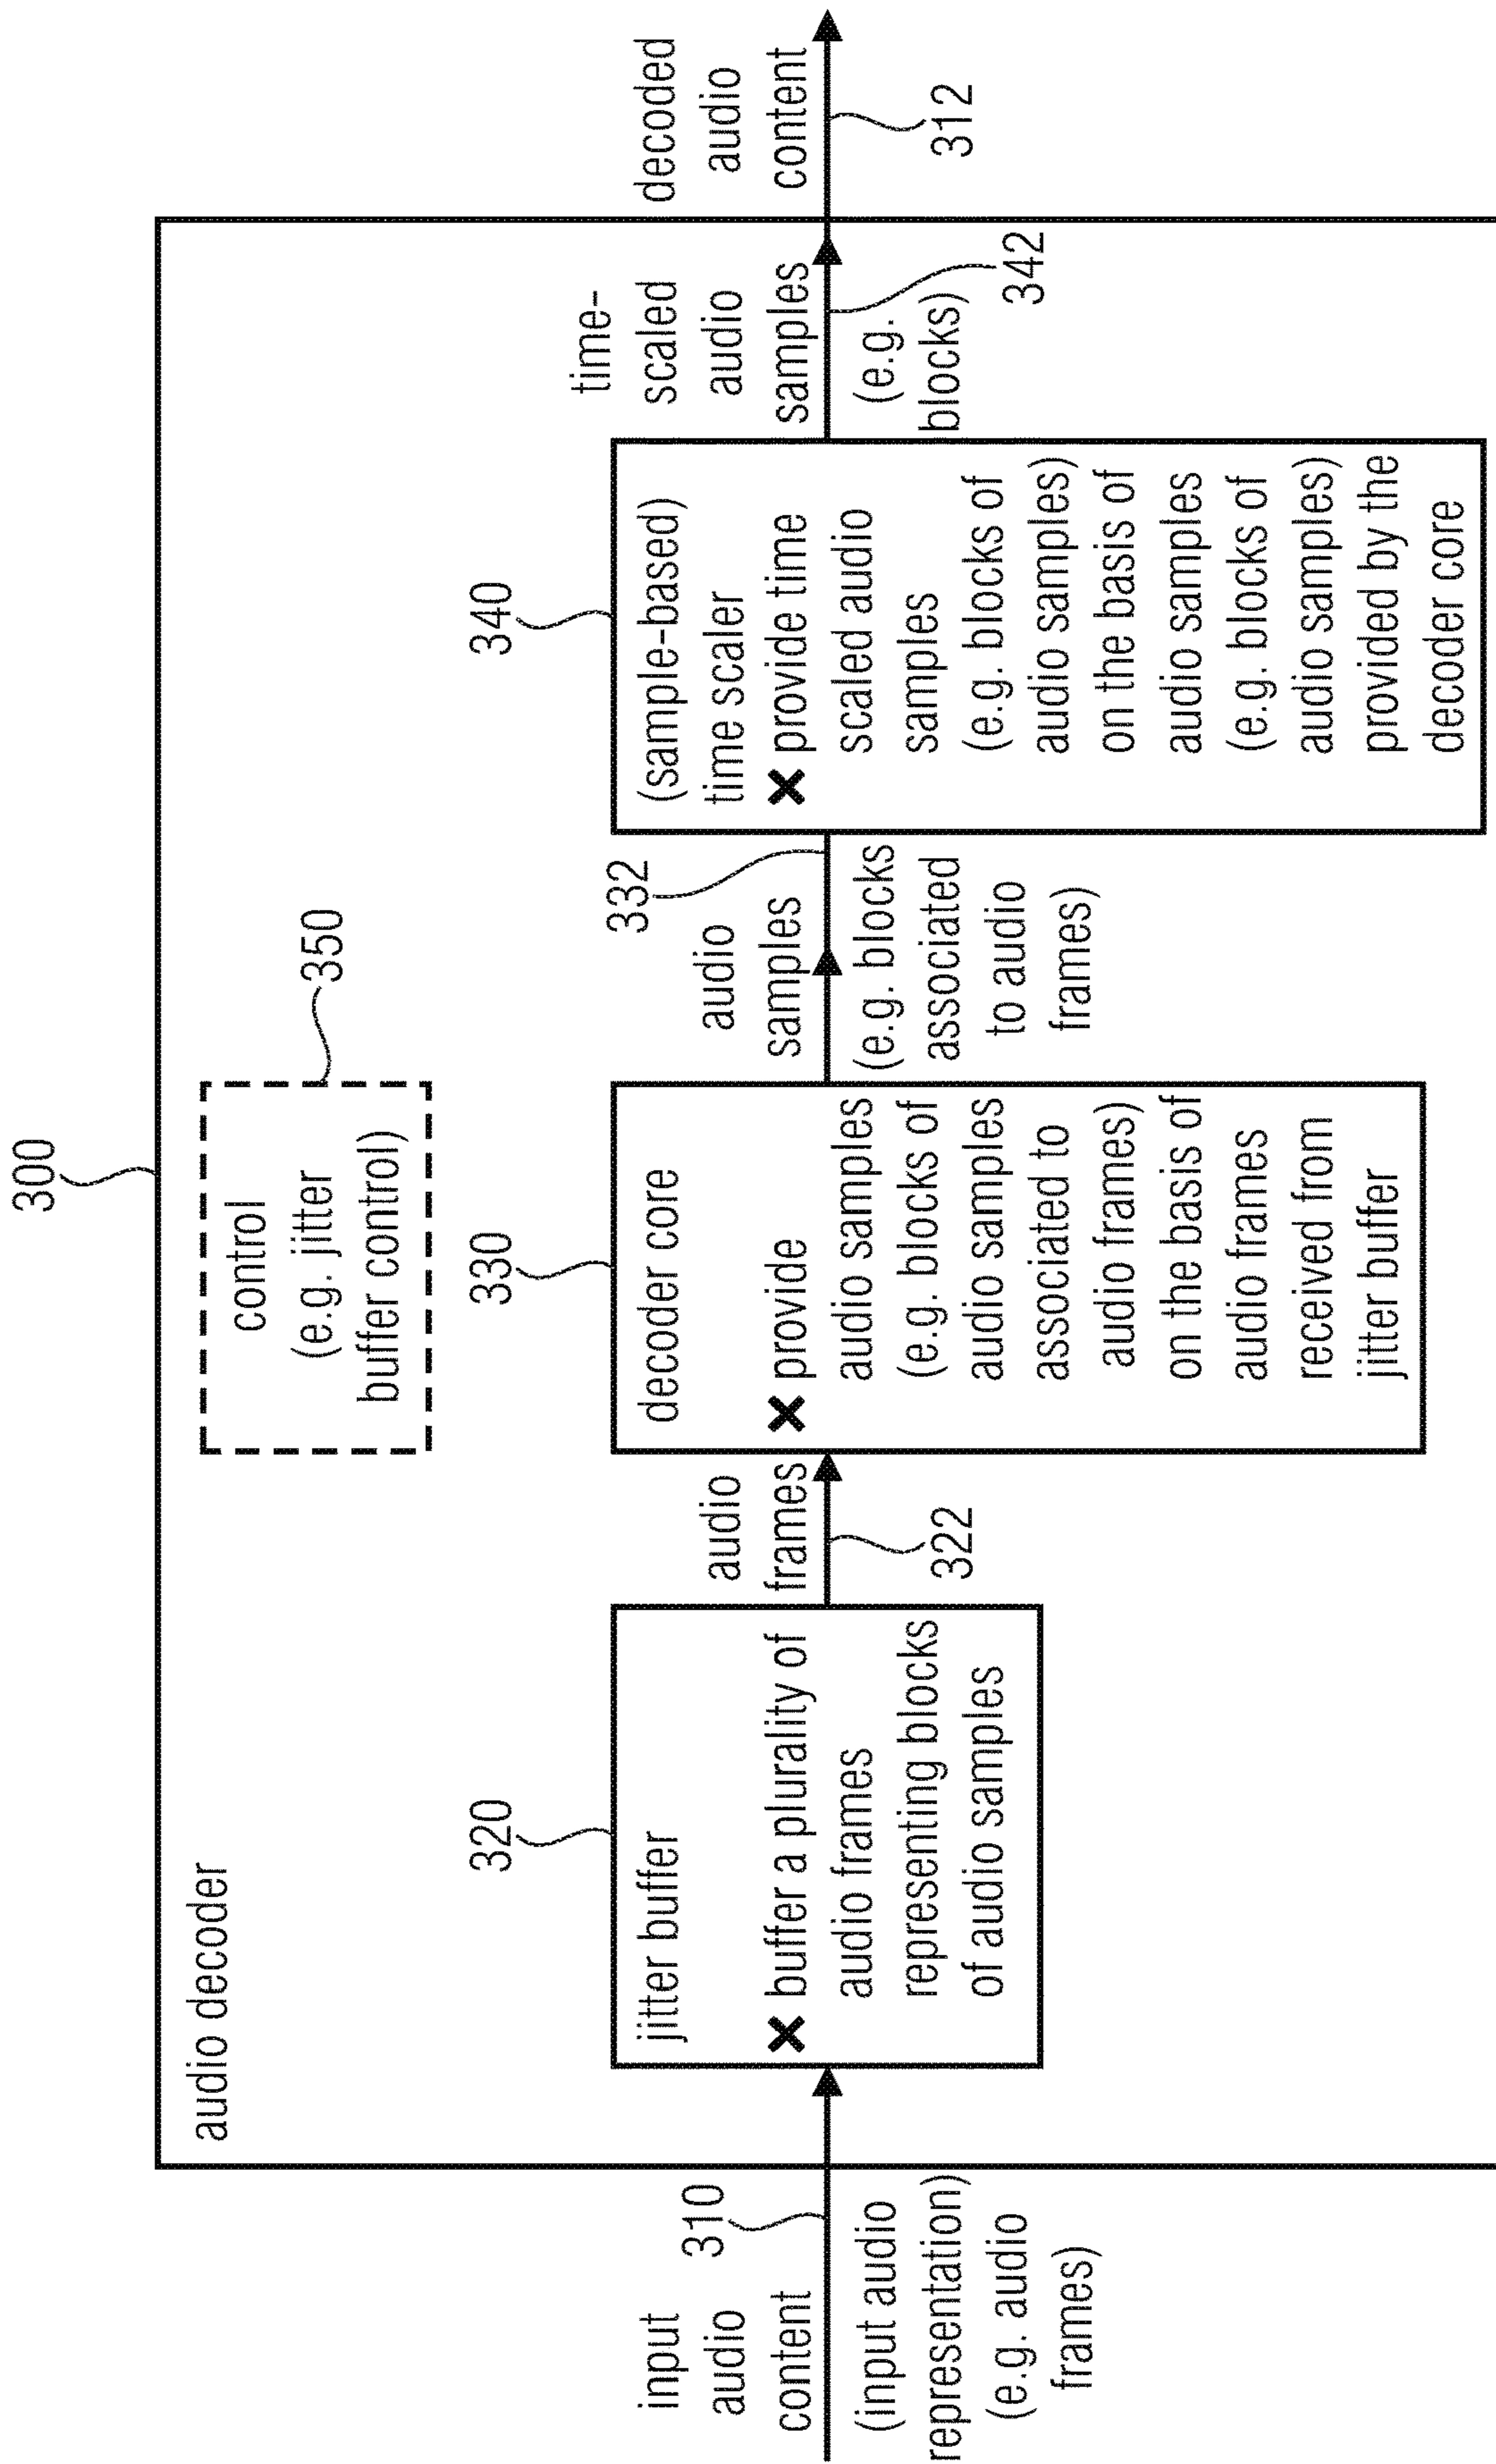 300
audio decoder
control
(e.g. jitter
buffer control)
350
input
audio
content
310
(input audio
representation)
(e.g. audio
frames)
320
jitter buffer
✖ buffer a plurality of
audio frames
representing blocks
of audio samples
audio
frames
322
330
decoder core
✖ provide
audio samples
(e.g. blocks of
audio samples
associated to
audio frames)
on the basis of
audio frames
received from
jitter buffer
audio
samples
332
(e.g. blocks
associated
to audio
frames)
340
(sample-based)
time scaler
✖ provide time
scaled audio
samples
(e.g. blocks of
audio samples)
on the basis of
audio samples
(e.g. blocks of
audio samples)
provided by the
decoder core
time-
scaled
audio
samples
(e.g.
blocks)
342
decoded
audio
content
312